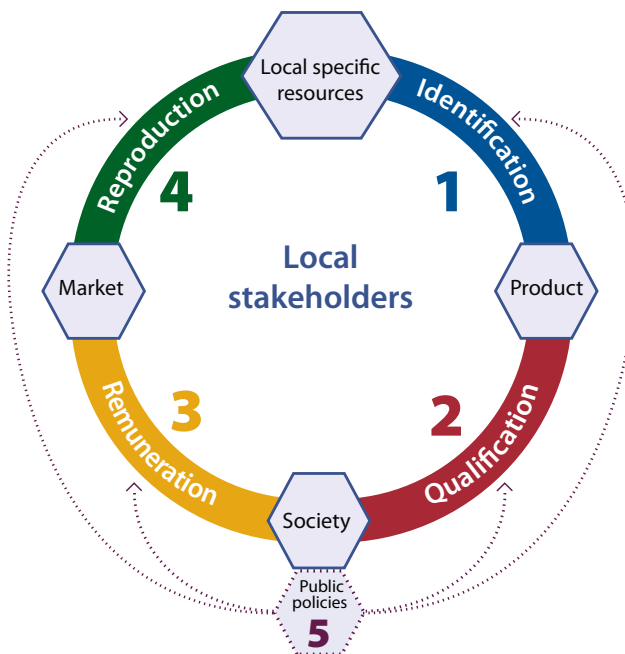 Local specific
resources
Identification
1
Product
2
Qualification
Society
3
Remuneration
Market
4
Reproduction
Local
stakeholders
Public
policies
5